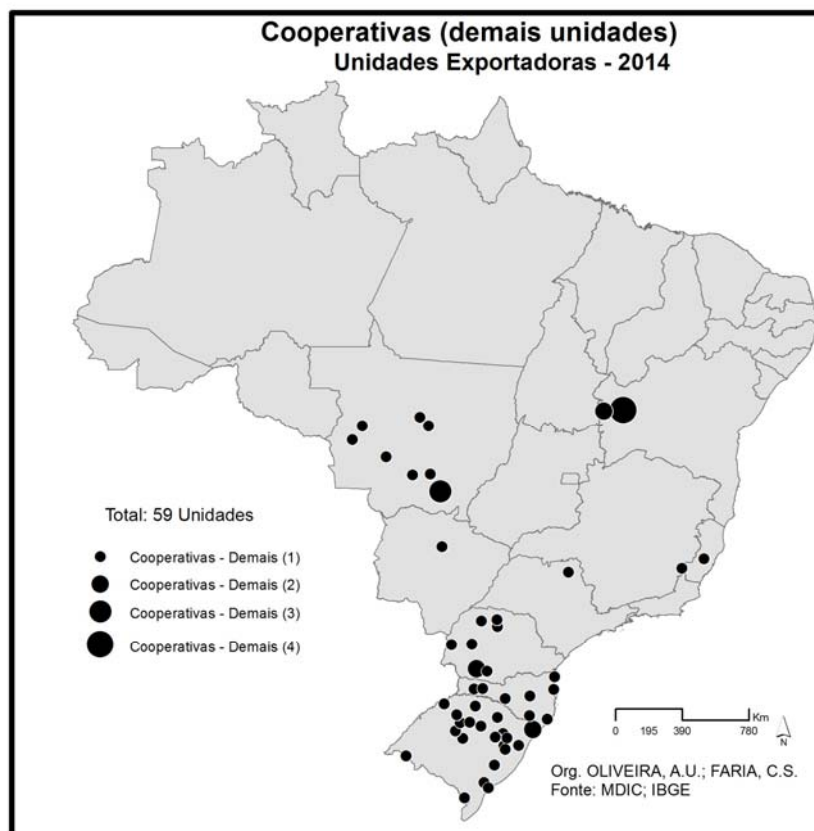 Cooperativas (demais unidades)
Unidades Exportadoras - 2014
Total: 59 Unidades
Cooperativas - Demais (1)
Cooperativas - Demais (2)
Cooperativas - Demais (3)
Cooperativas - Demais (4)
Km
0 195 390 780
N
Org. OLIVEIRA, A.U.; FARIA, C.S.
Fonte: MDIC; IBGE